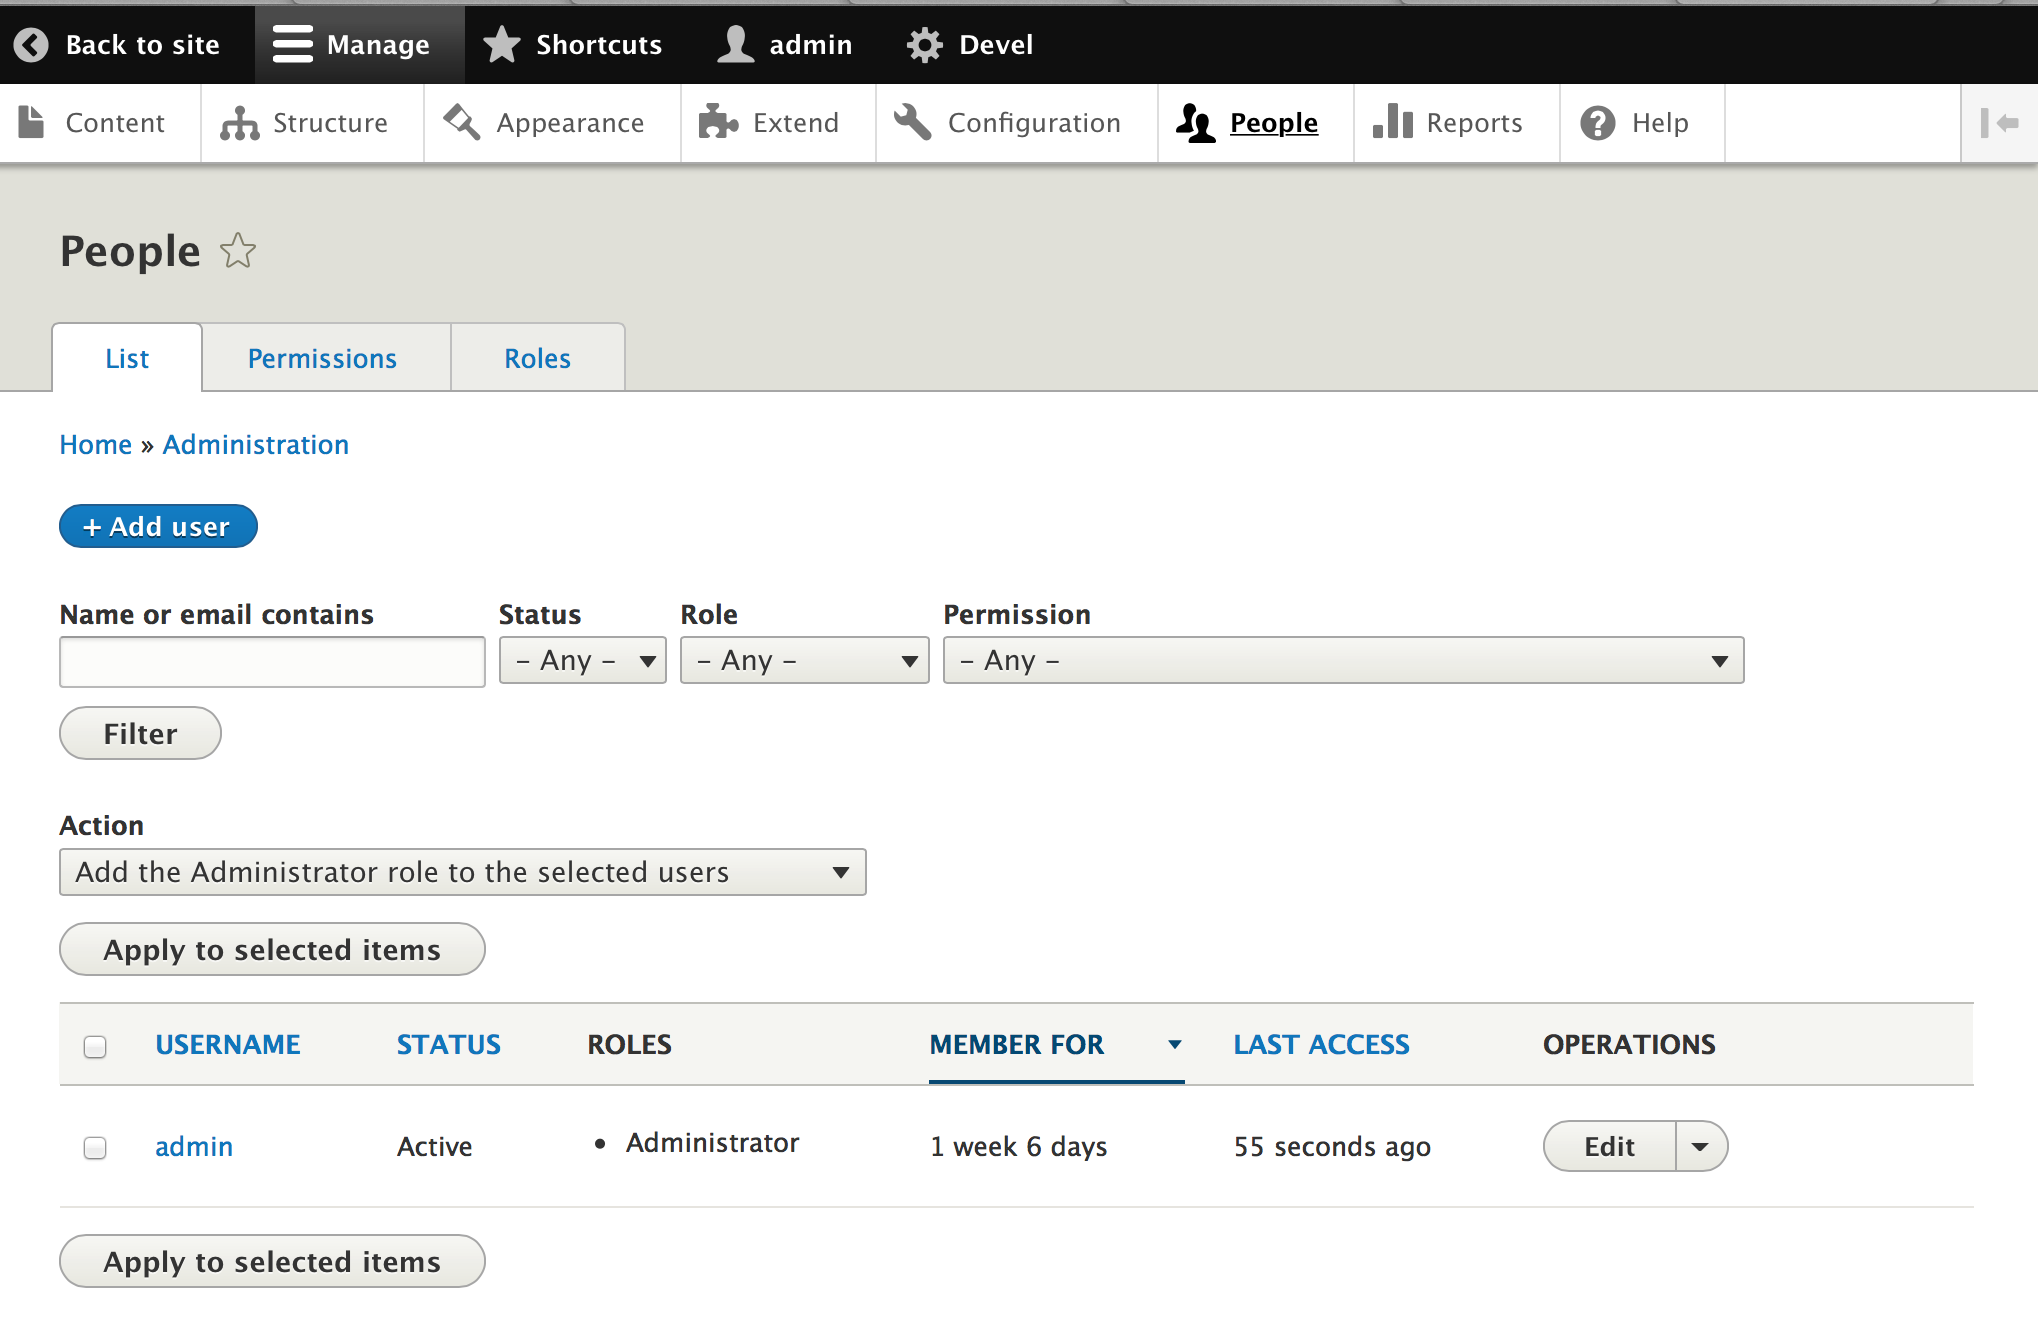 Back to site Manage Shortcuts admin Devel
Content Structure Appearance Extend Configuration People Reports Help
People
List Permissions Roles
Home » Administration
+ Add user
Name or email contains Status Role Permission
– Any – – Any – – Any –
Filter
Action
Add the Administrator role to the selected users
Apply to selected items
USERNAME STATUS ROLES MEMBER FOR LAST ACCESS OPERATIONS
admin Active • Administrator 1 week 6 days 55 seconds ago Edit
Apply to selected items